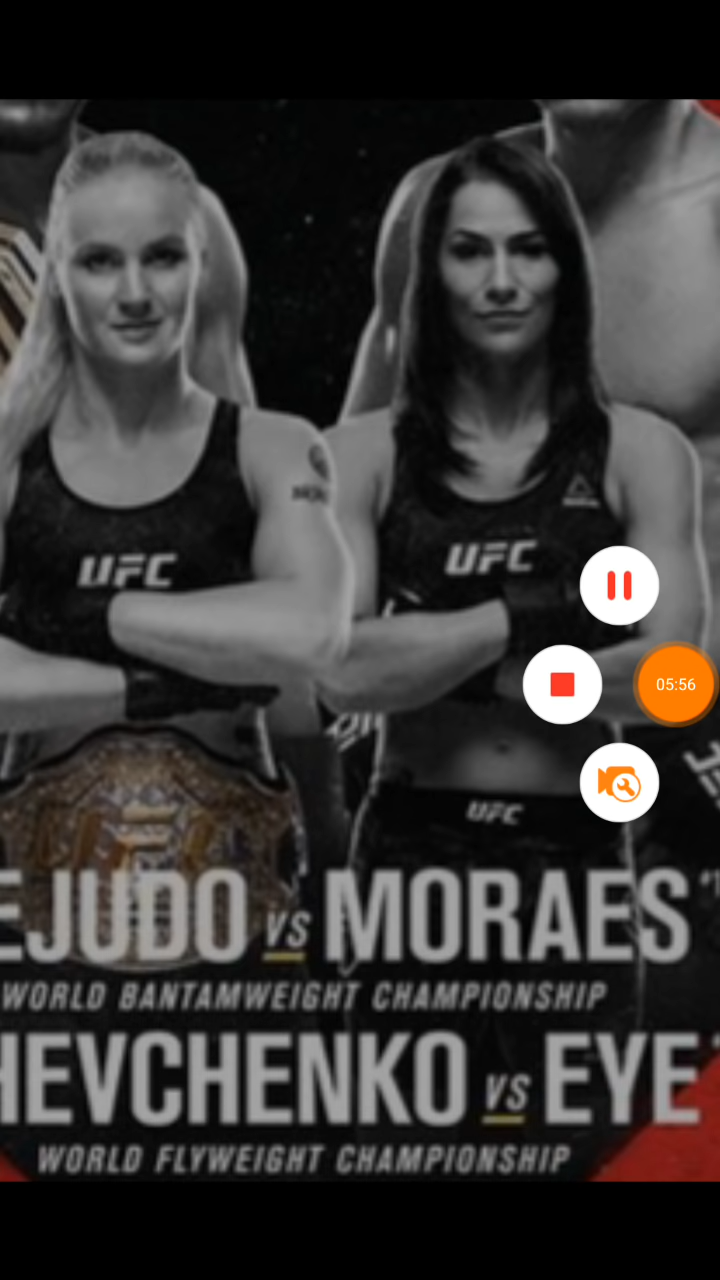 UFC
UFC
05:56
UFC
EJUDO VS MORAES
WORLD BANTAMWEIGHT CHAMPIONSHIP
HEVCHENKO VS EYE
WORLD FLYWEIGHT CHAMPIONSHIP